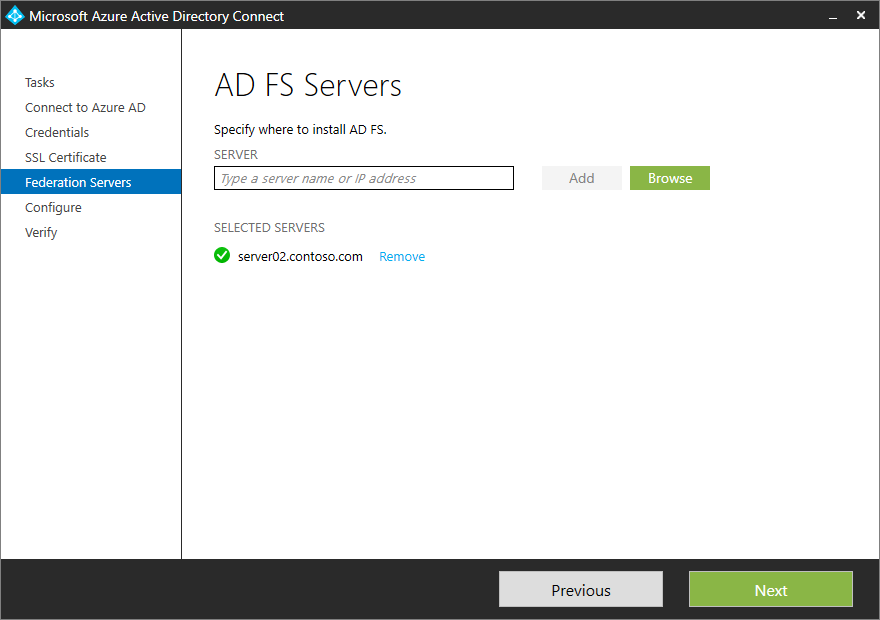 Microsoft Azure Active Directory Connect
Tasks
Connect to Azure AD
Credentials
SSL Certificate
Federation Servers
Configure
Verify
AD FS Servers
Specify where to install AD FS.
SERVER
Type a server name or IP address
Add
Browse
SELECTED SERVERS
server02.contoso.com Remove
Previous
Next